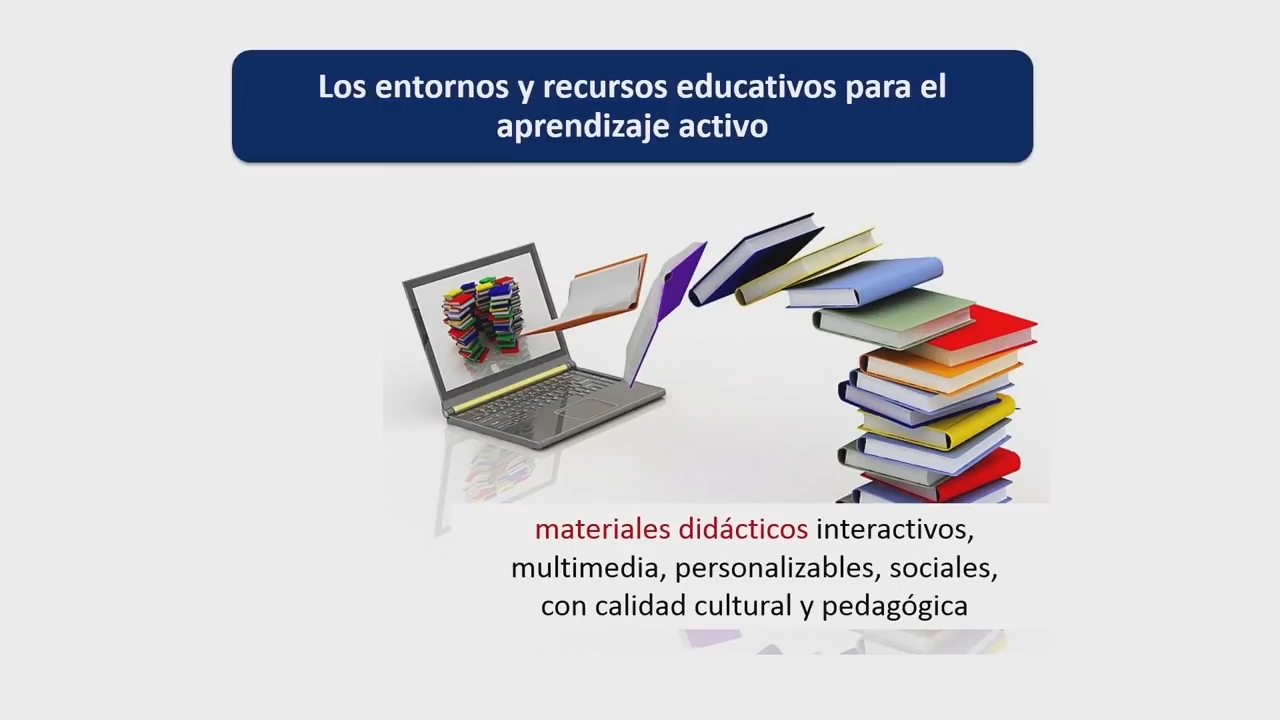 Los entornos y recursos educativos para el
aprendizaje activo
materiales didácticos interactivos,
multimedia, personalizables, sociales,
con calidad cultural y pedagógica